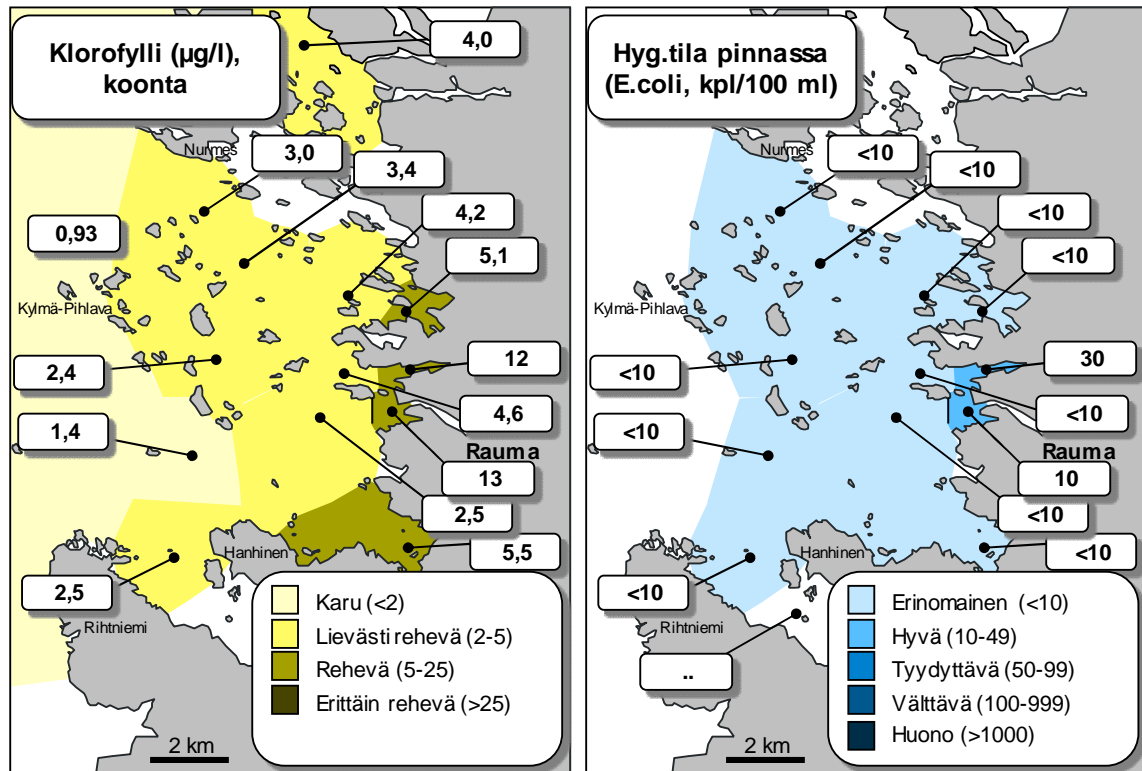 Klorofylli (µg/l),
koonta
4,0
Nurmes
3,0
3,4
4,2
0,93
5,1
Kylmä-Pihlava
12
2,4
4,6
1,4
Rauma
13
2,5
Hanhinen
5,5
2,5
Rihtniemi
Karu (<2)
Lievästi rehevä (2-5)
Rehevä (5-25)
Erittäin rehevä (>25)
2 km
Hyg.tila pinnassa
(E.coli, kpl/100 ml)
Nurmes
<10
<10
<10
<10
Kylmä-Pihlava
30
<10
<10
<10
Rauma
10
<10
Hanhinen
<10
<10
Rihtniemi
..
Erinomainen (<10)
Hyvä (10-49)
Tyydyttävä (50-99)
Välttävä (100-999)
Huono (>1000)
2 km